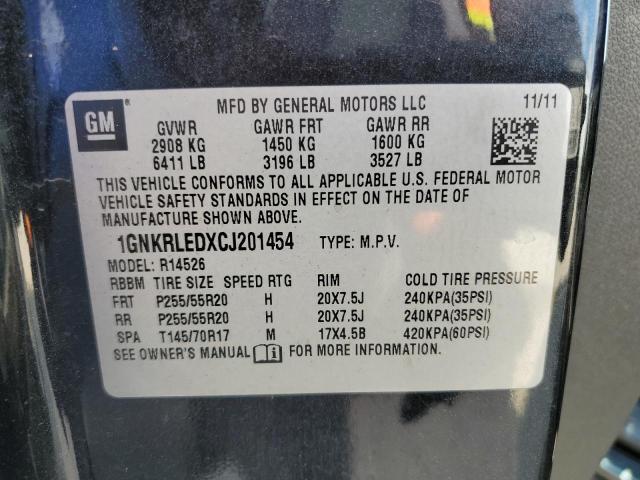 GM
®
MFD BY GENERAL MOTORS LLC 11/11
GVWR GAWR FRT GAWR RR
2908 KG 1450 KG 1600 KG
6411 LB 3196 LB 3527 LB
THIS VEHICLE CONFORMS TO ALL APPLICABLE U.S. FEDERAL MOTOR
VEHICLE SAFETY STANDARDS IN EFFECT ON THE DATE OF
MANUFACTURE SHOWN ABOVE.
1GNKRLEDXCJ201454 TYPE: M.P.V.
MODEL: R14526
RBBM TIRE SIZE SPEED RTG RIM COLD TIRE PRESSURE
FRT P255/55R20 H 20X7.5J 240KPA(35PSI)
RR P255/55R20 H 20X7.5J 240KPA(35PSI)
SPA T145/70R17 M 17X4.5B 420KPA(60PSI)
SEE OWNER'S MANUAL FOR MORE INFORMATION